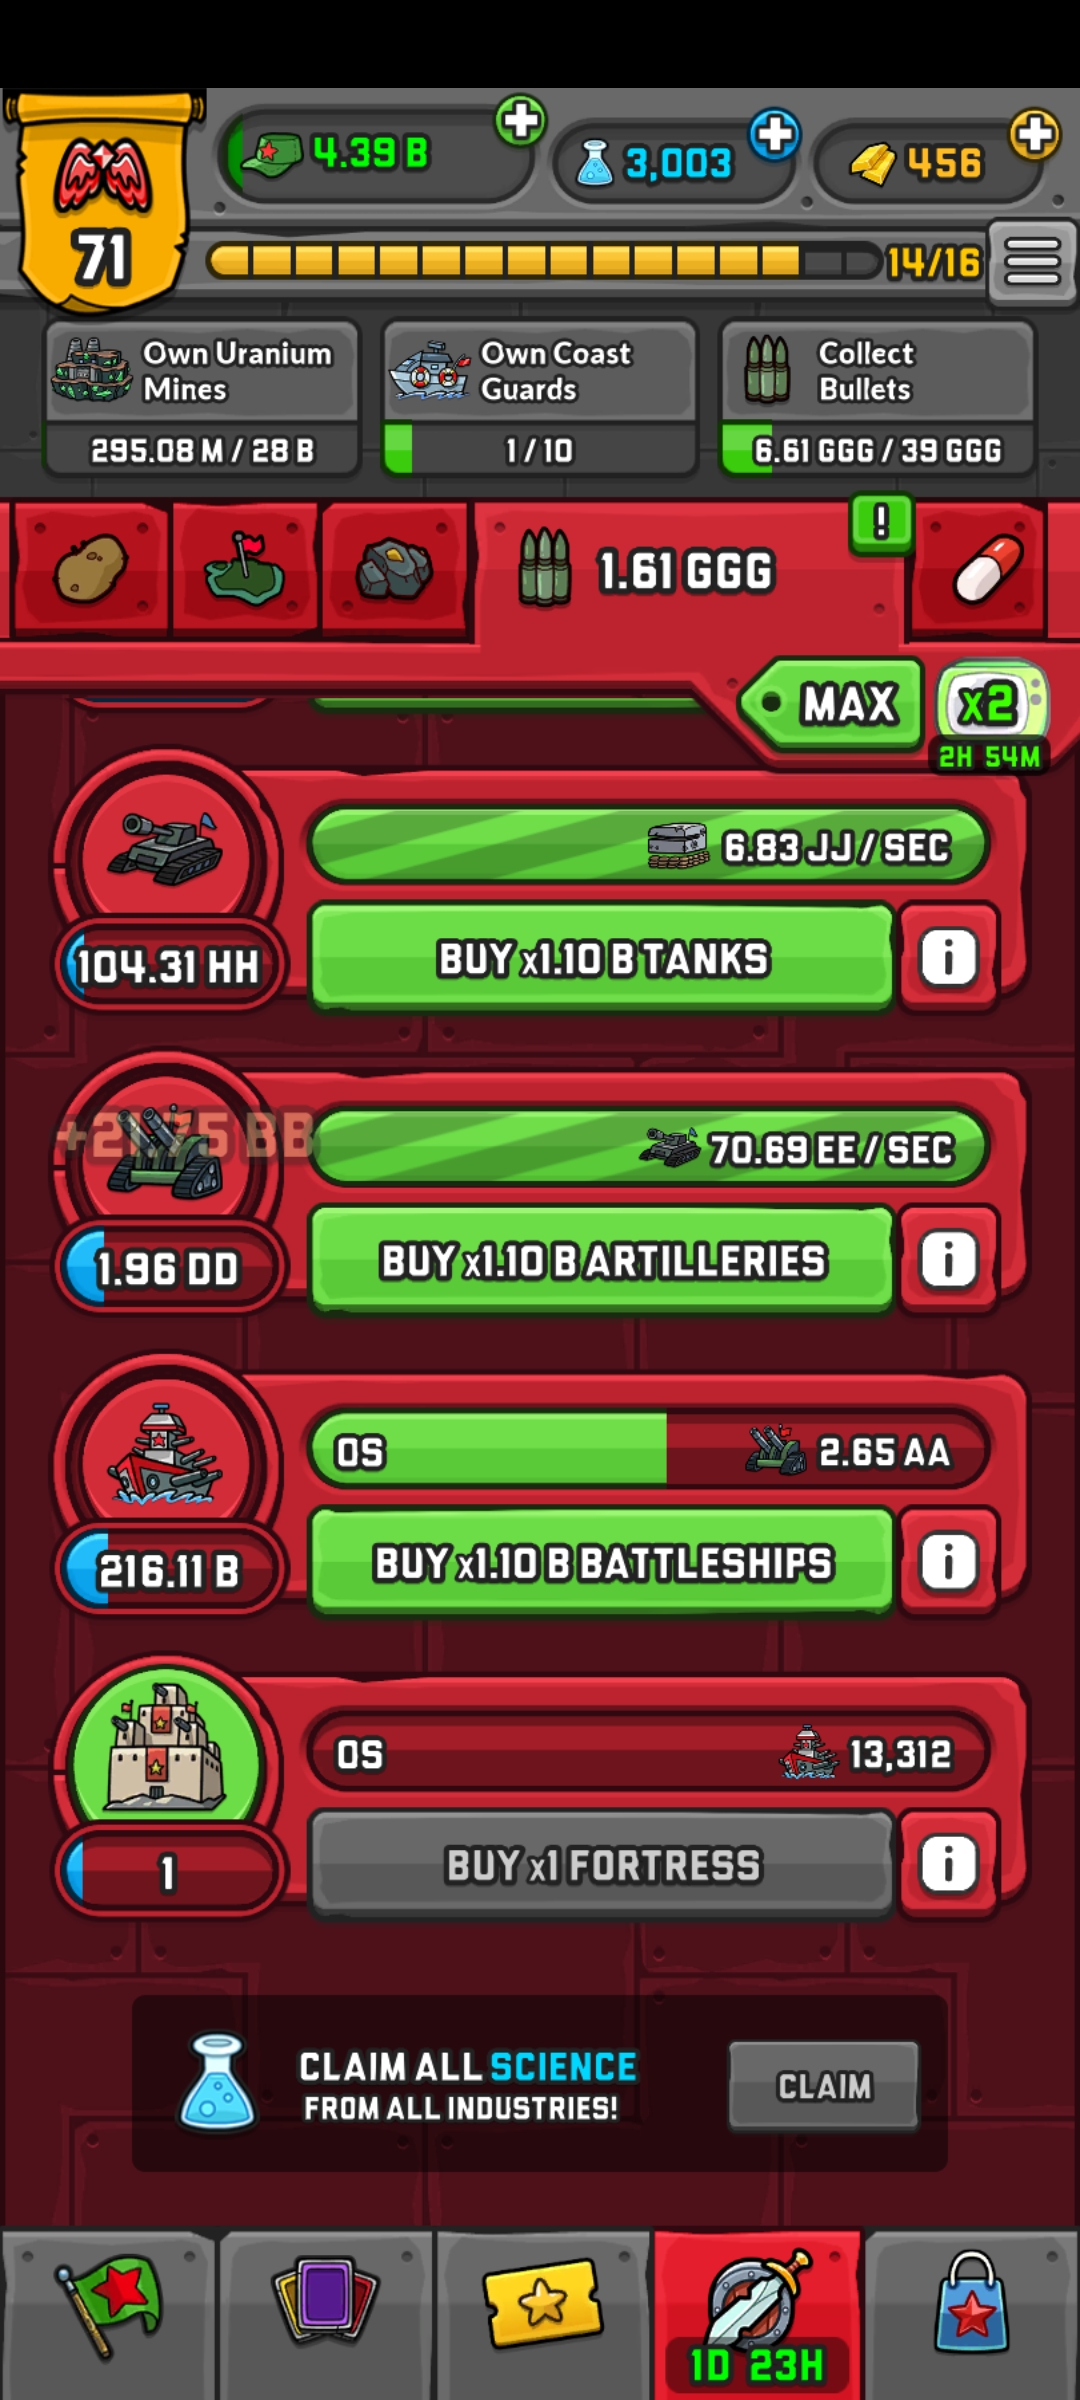 4.39 B
3,003
456
71
14/16
Own Uranium
Mines
295.08 M / 28 B
Own Coast
Guards
1 / 10
Collect
Bullets
6.61 GGG / 39 GGG
1.61 GGG
!
MAX
x2
2H 54M
6.83 JJ / SEC
104.31 HH
BUY x1.10 B TANKS
i
70.69 EE / SEC
1.96 DD
BUY x1.10 B ARTILLERIES
i
0S
2.65 AA
216.11 B
BUY x1.10 B BATTLESHIPS
i
0S
13,312
1
BUY x1 FORTRESS
i
CLAIM ALL SCIENCE
FROM ALL INDUSTRIES!
CLAIM
1D 23H